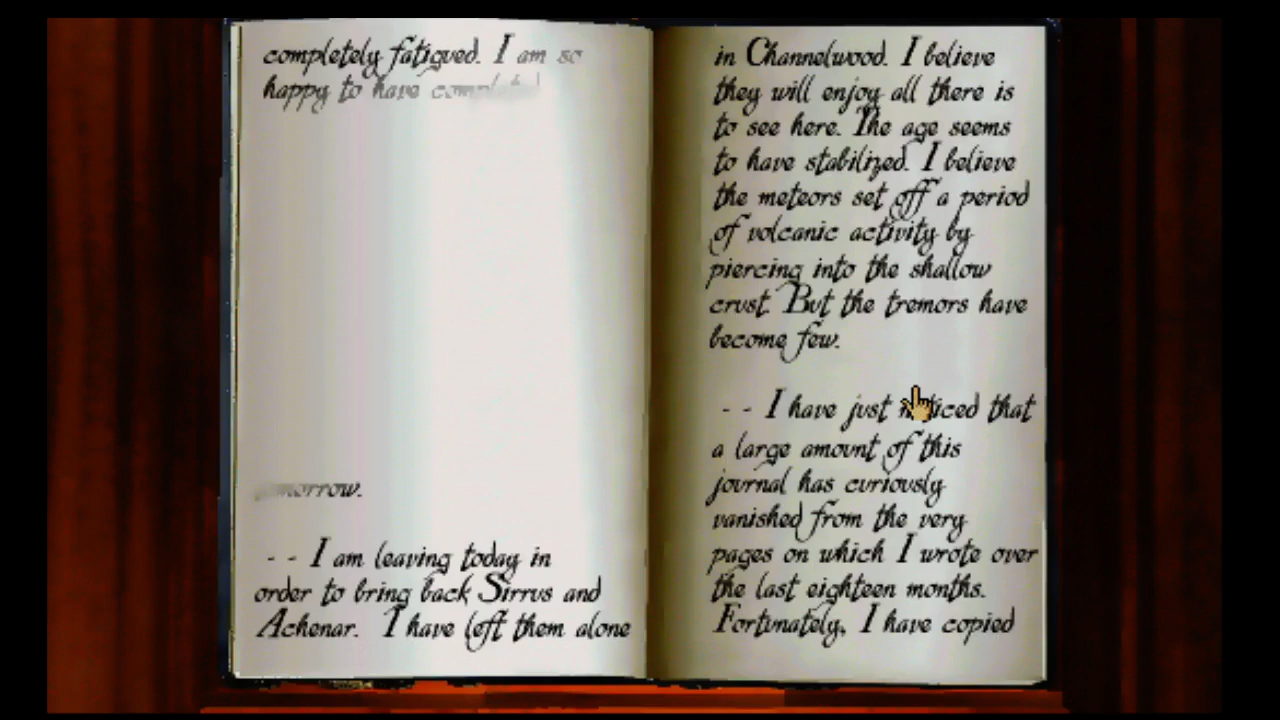 completely fatigued. I am so
happy to have completed
tomorrow.
- - I am leaving today in
order to bring back Sirrus and
Achenar. I have left them alone
in Channelwood. I believe
they will enjoy all there is
to see here. The age seems
to have stabilized. I believe
the meteors set off a period
of volcanic activity by
piercing into the shallow
crust. But the tremors have
become few.
- - I have just noticed that
a large amount of this
journal has curiously
vanished from the very
pages on which I wrote over
the last eighteen months.
Fortunately, I have copied